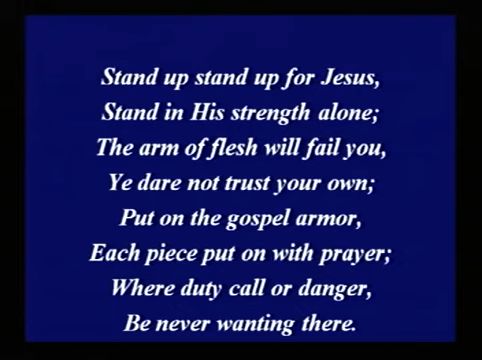 Stand up stand up for Jesus,
Stand in His strength alone;
The arm of flesh will fail you,
Ye dare not trust your own;
Put on the gospel armor,
Each piece put on with prayer;
Where duty call or danger,
Be never wanting there.